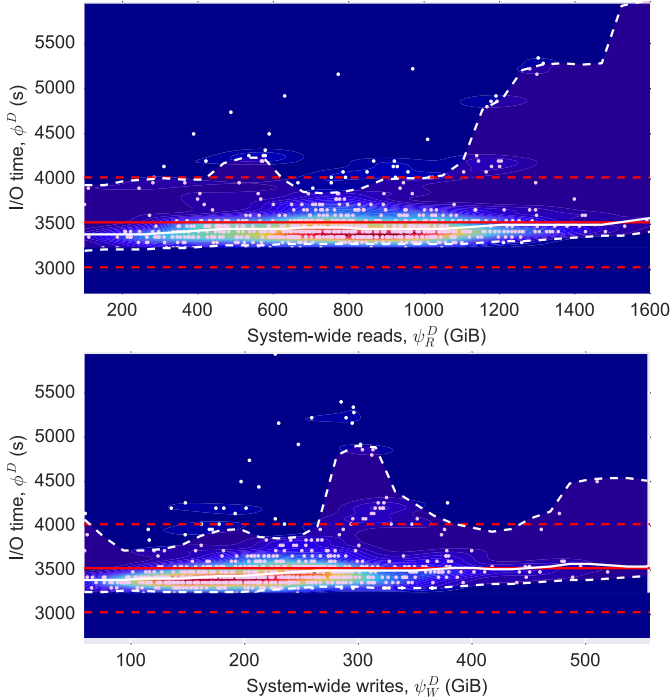 5500
5000
4500
4000
3500
3000
I/O time, ϕ^D (s)
200 400 600 800 1000 1200 1400 1600
System-wide reads, ψ_R^D (GiB)
5500
5000
4500
4000
3500
3000
I/O time, ϕ^D (s)
100 200 300 400 500
System-wide writes, ψ_W^D (GiB)